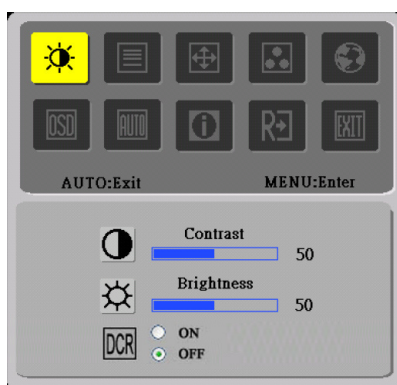 OSD AUTO i R EXIT
AUTO:Exit MENU:Enter
Contrast
50
Brightness
50
DCR ON
OFF